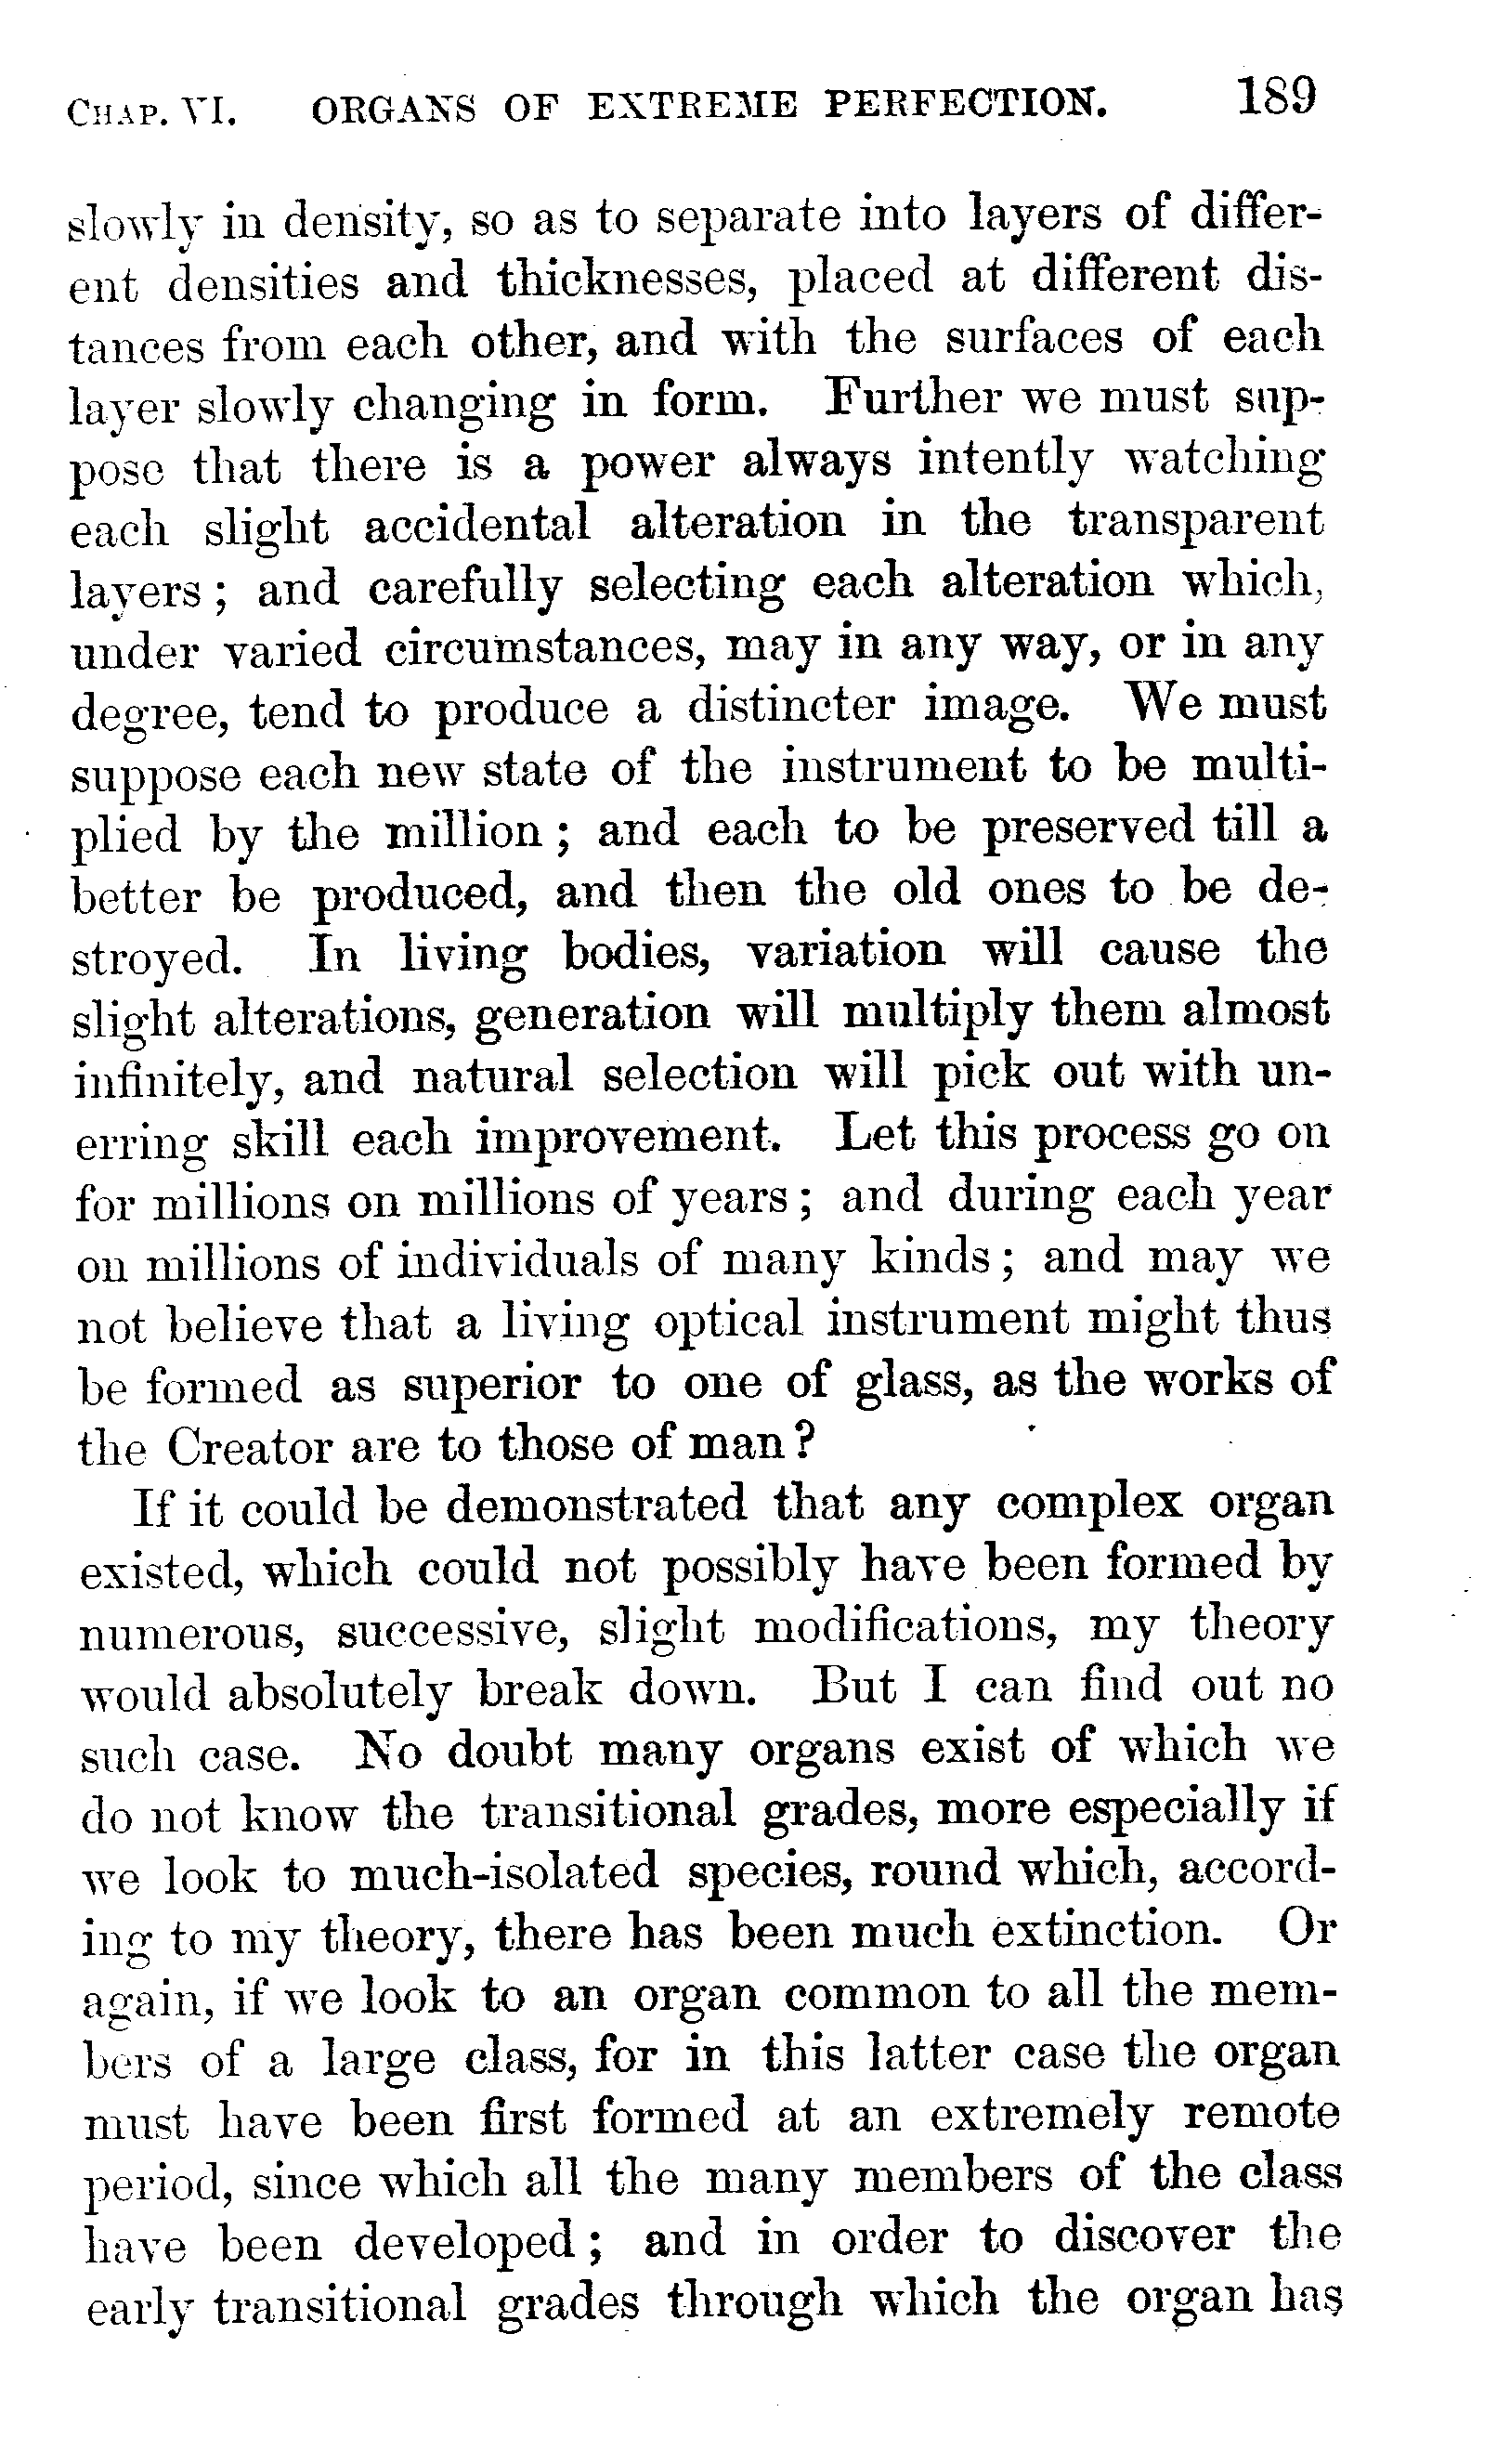 CHAP. VI. ORGANS OF EXTREME PERFECTION. 189
slowly in density, so as to separate into layers of differ-
ent densities and thicknesses, placed at different dis-
tances from each other, and with the surfaces of each
layer slowly changing in form. Further we must sup-
pose that there is a power always intently watching
each slight accidental alteration in the transparent
layers; and carefully selecting each alteration which,
under varied circumstances, may in any way, or in any
degree, tend to produce a distincter image. We must
suppose each new state of the instrument to be multi-
plied by the million; and each to be preserved till a
better be produced, and then the old ones to be de-
stroyed. In living bodies, variation will cause the
slight alterations, generation will multiply them almost
infinitely, and natural selection will pick out with un-
erring skill each improvement. Let this process go on
for millions on millions of years; and during each year
on millions of individuals of many kinds; and may we
not believe that a living optical instrument might thus
be formed as superior to one of glass, as the works of
the Creator are to those of man?
If it could be demonstrated that any complex organ
existed, which could not possibly have been formed by
numerous, successive, slight modifications, my theory
would absolutely break down. But I can find out no
such case. No doubt many organs exist of which we
do not know the transitional grades, more especially if
we look to much-isolated species, round which, accord-
ing to my theory, there has been much extinction. Or
again, if we look to an organ common to all the mem-
bers of a large class, for in this latter case the organ
must have been first formed at an extremely remote
period, since which all the many members of the class
have been developed; and in order to discover the
early transitional grades through which the organ has